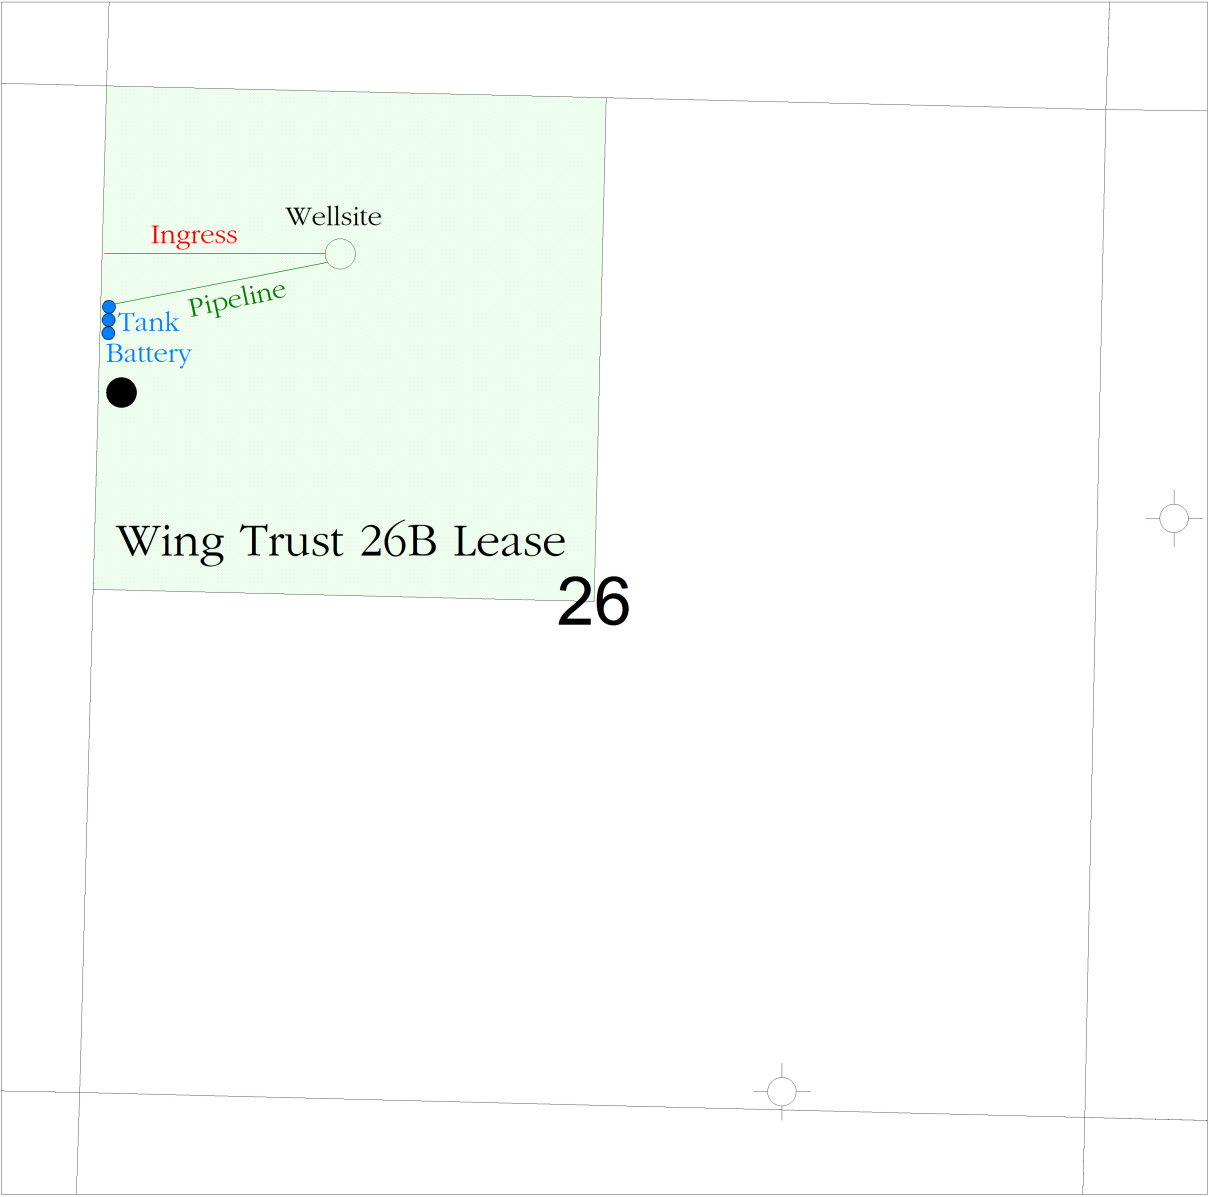 Wellsite
Ingress
Pipeline
Tank
Battery
Wing Trust 26B Lease
26